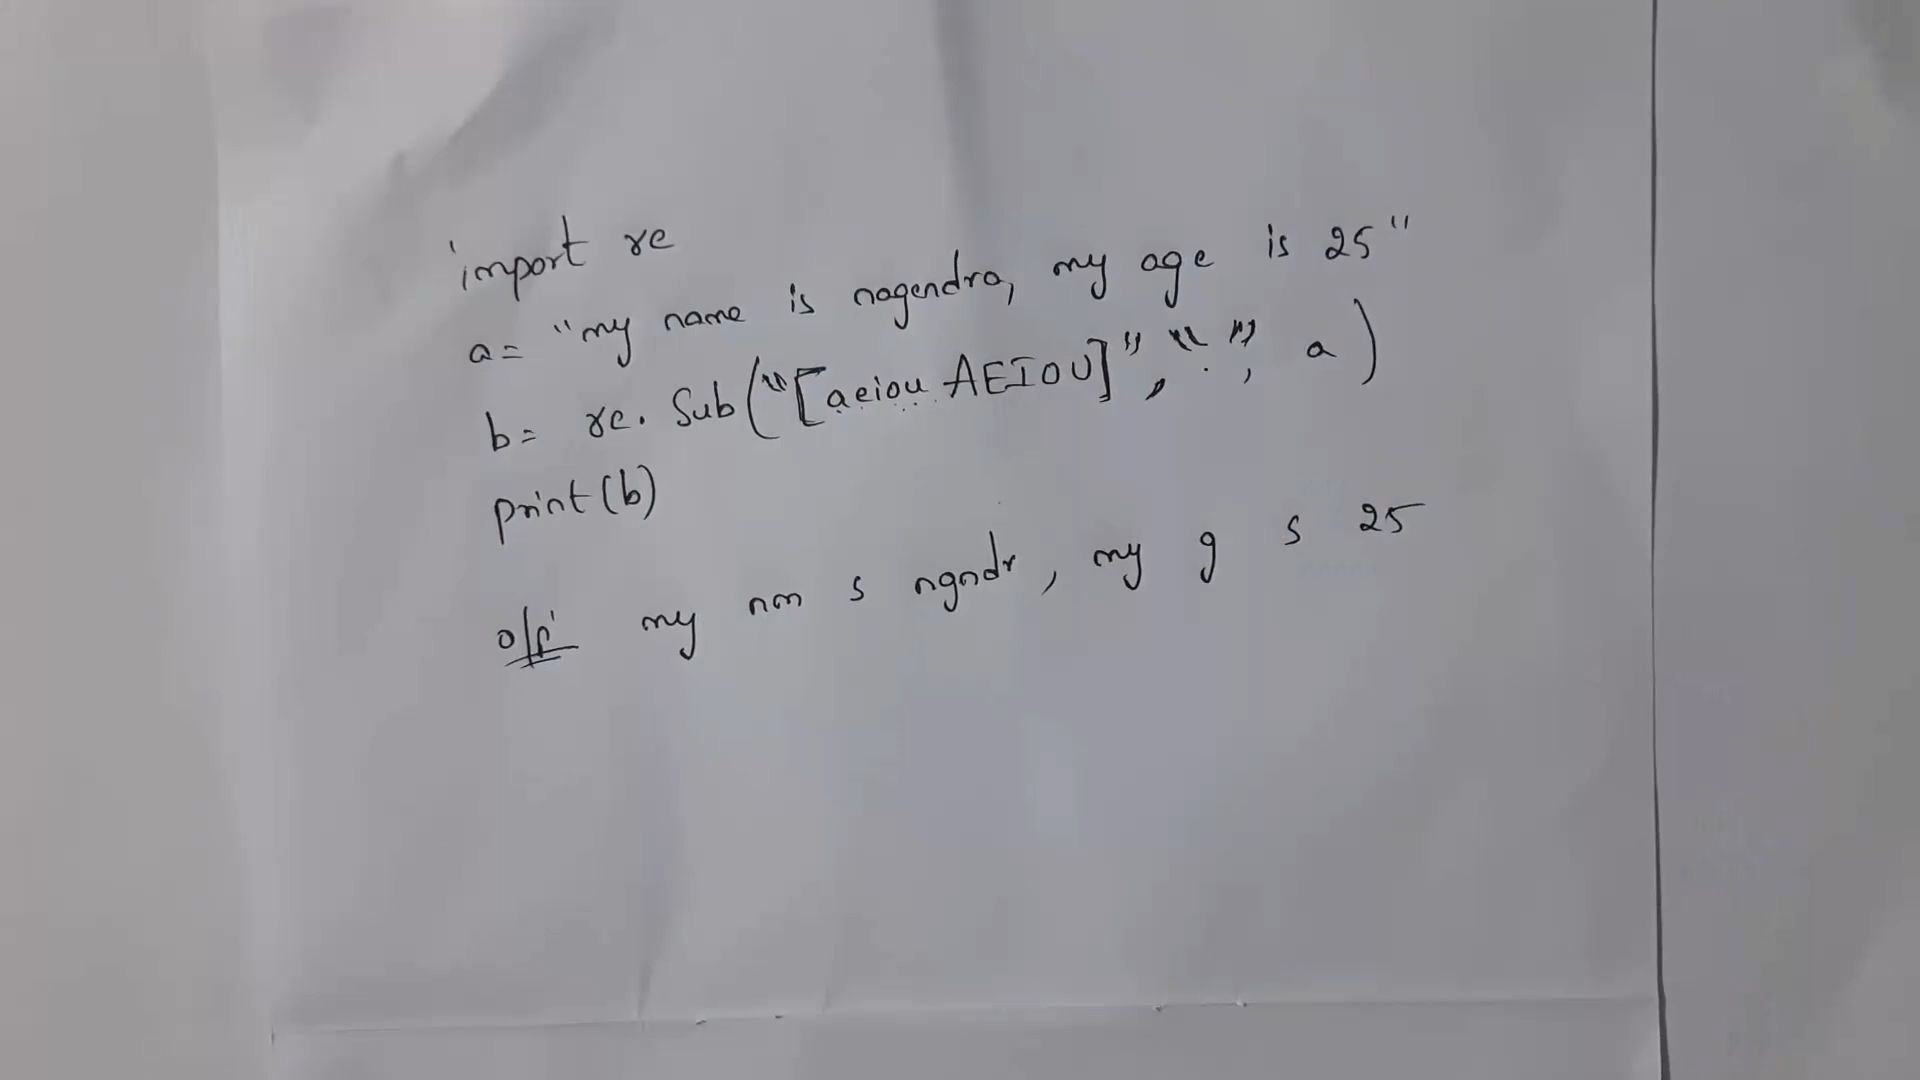 import re
a= "my name is nagendra, my age is 25"
b= re. Sub("[aeiou AEIOU]", " ", a)
print(b)
o/p my nm s ngndr, my g s 25